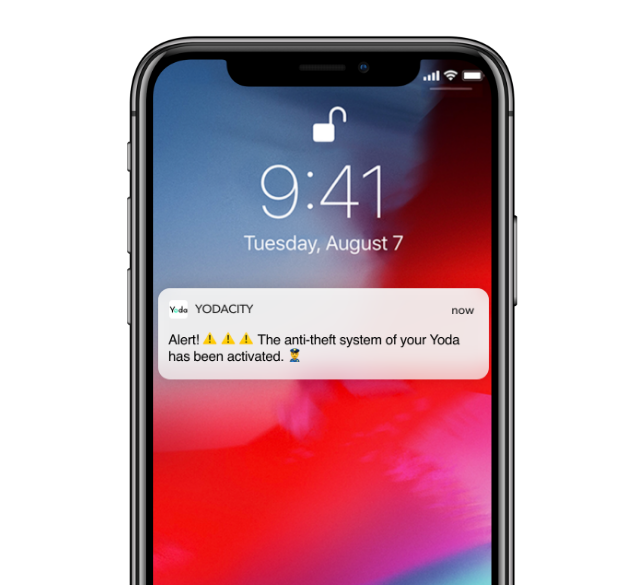 9:41
Tuesday, August 7
Yoda YODACITY now
Alert! ⚠️ ⚠️ ⚠️ The anti-theft system of your Yoda
has been activated. 👮